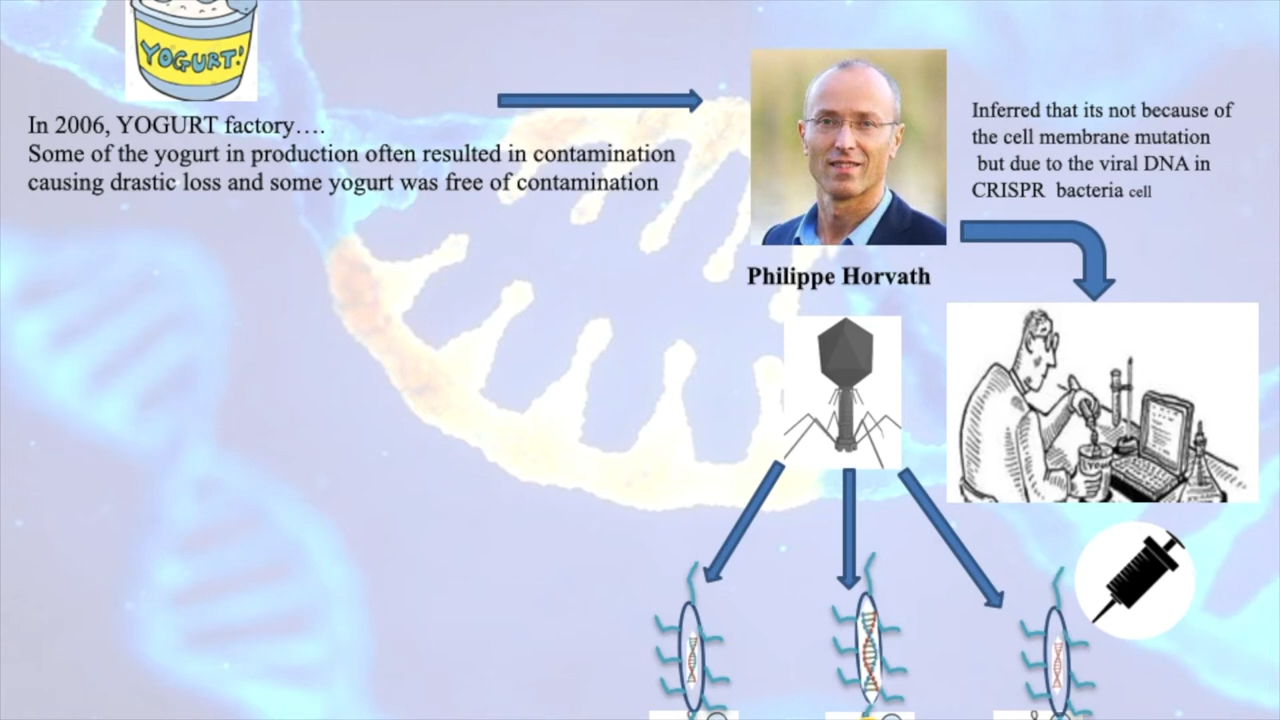 YOGURT!
In 2006, YOGURT factory….
Some of the yogurt in production often resulted in contamination
causing drastic loss and some yogurt was free of contamination
Philippe Horvath
Inferred that its not because of
the cell membrane mutation
but due to the viral DNA in
CRISPR bacteria cell